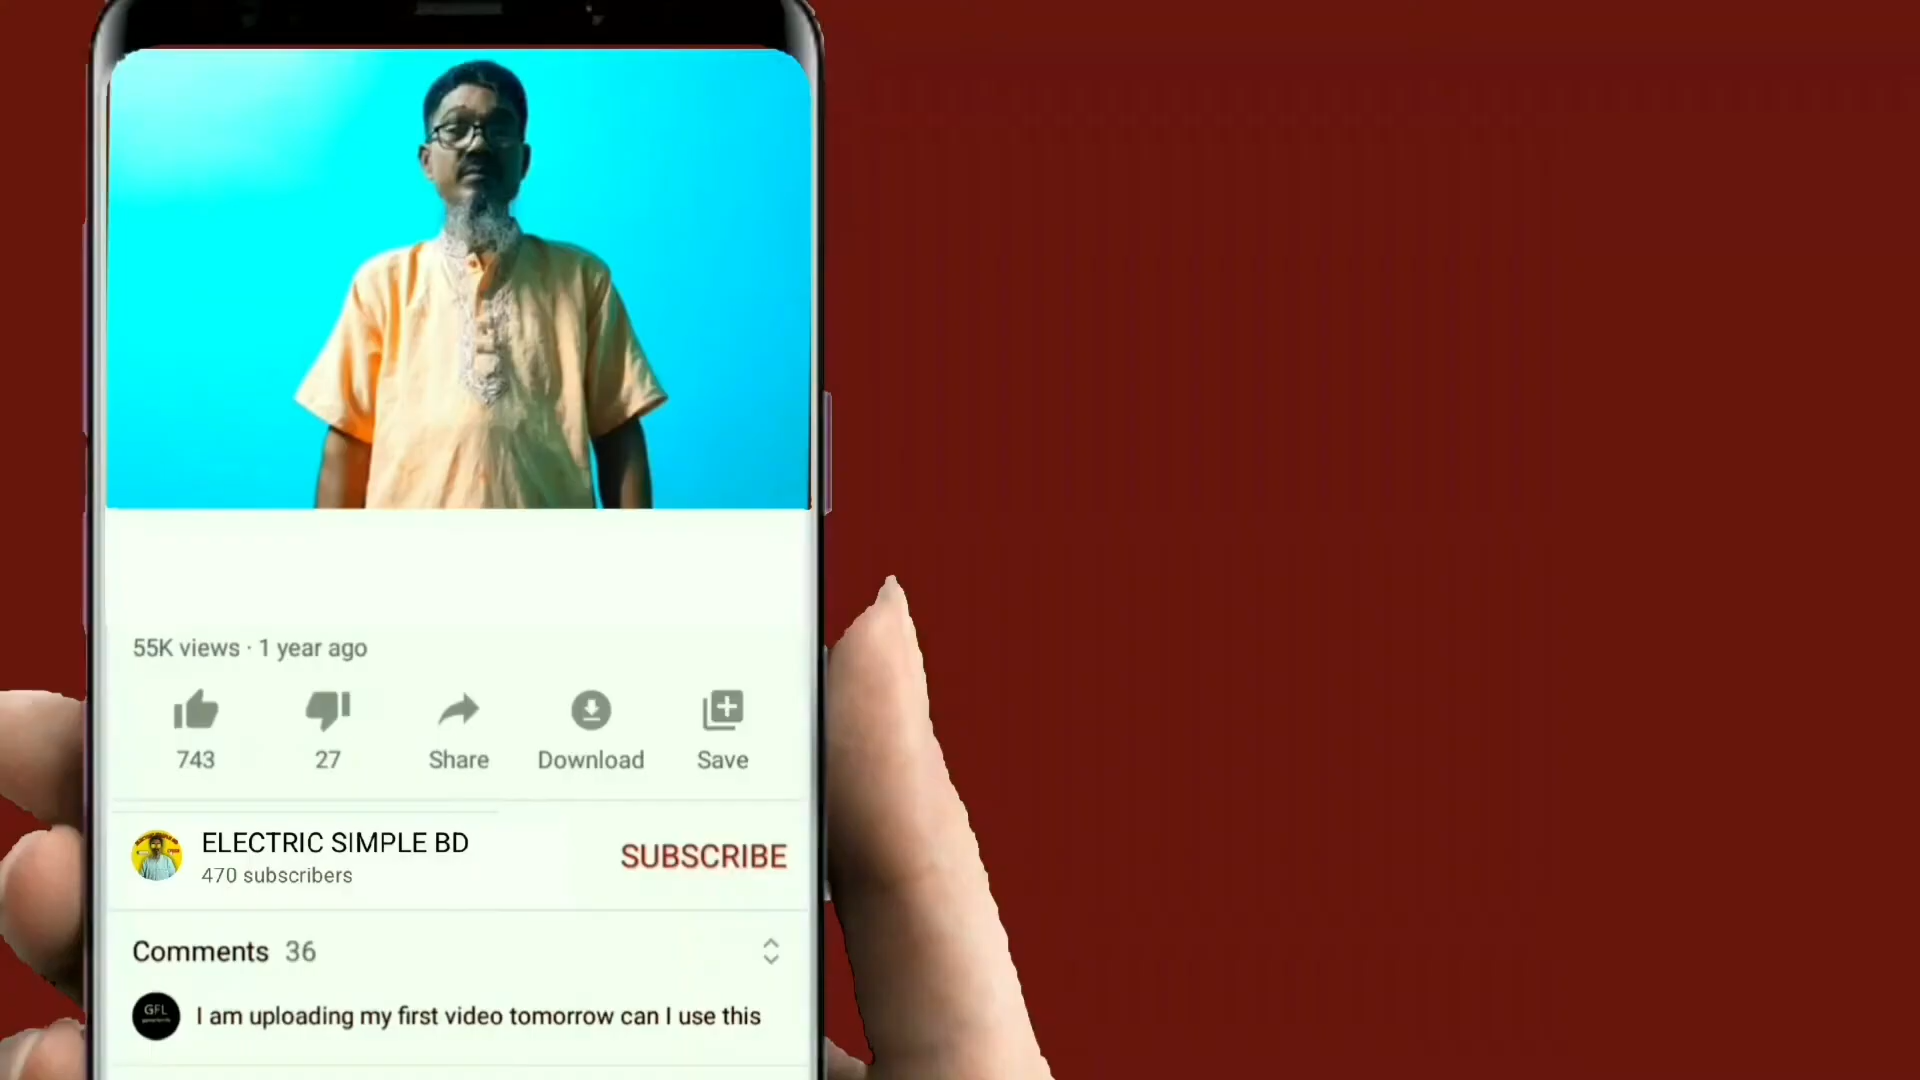 55K views · 1 year ago
743
27
Share
Download
Save
ELECTRIC SIMPLE BD
470 subscribers
SUBSCRIBE
Comments 36
GFL
I am uploading my first video tomorrow can I use this